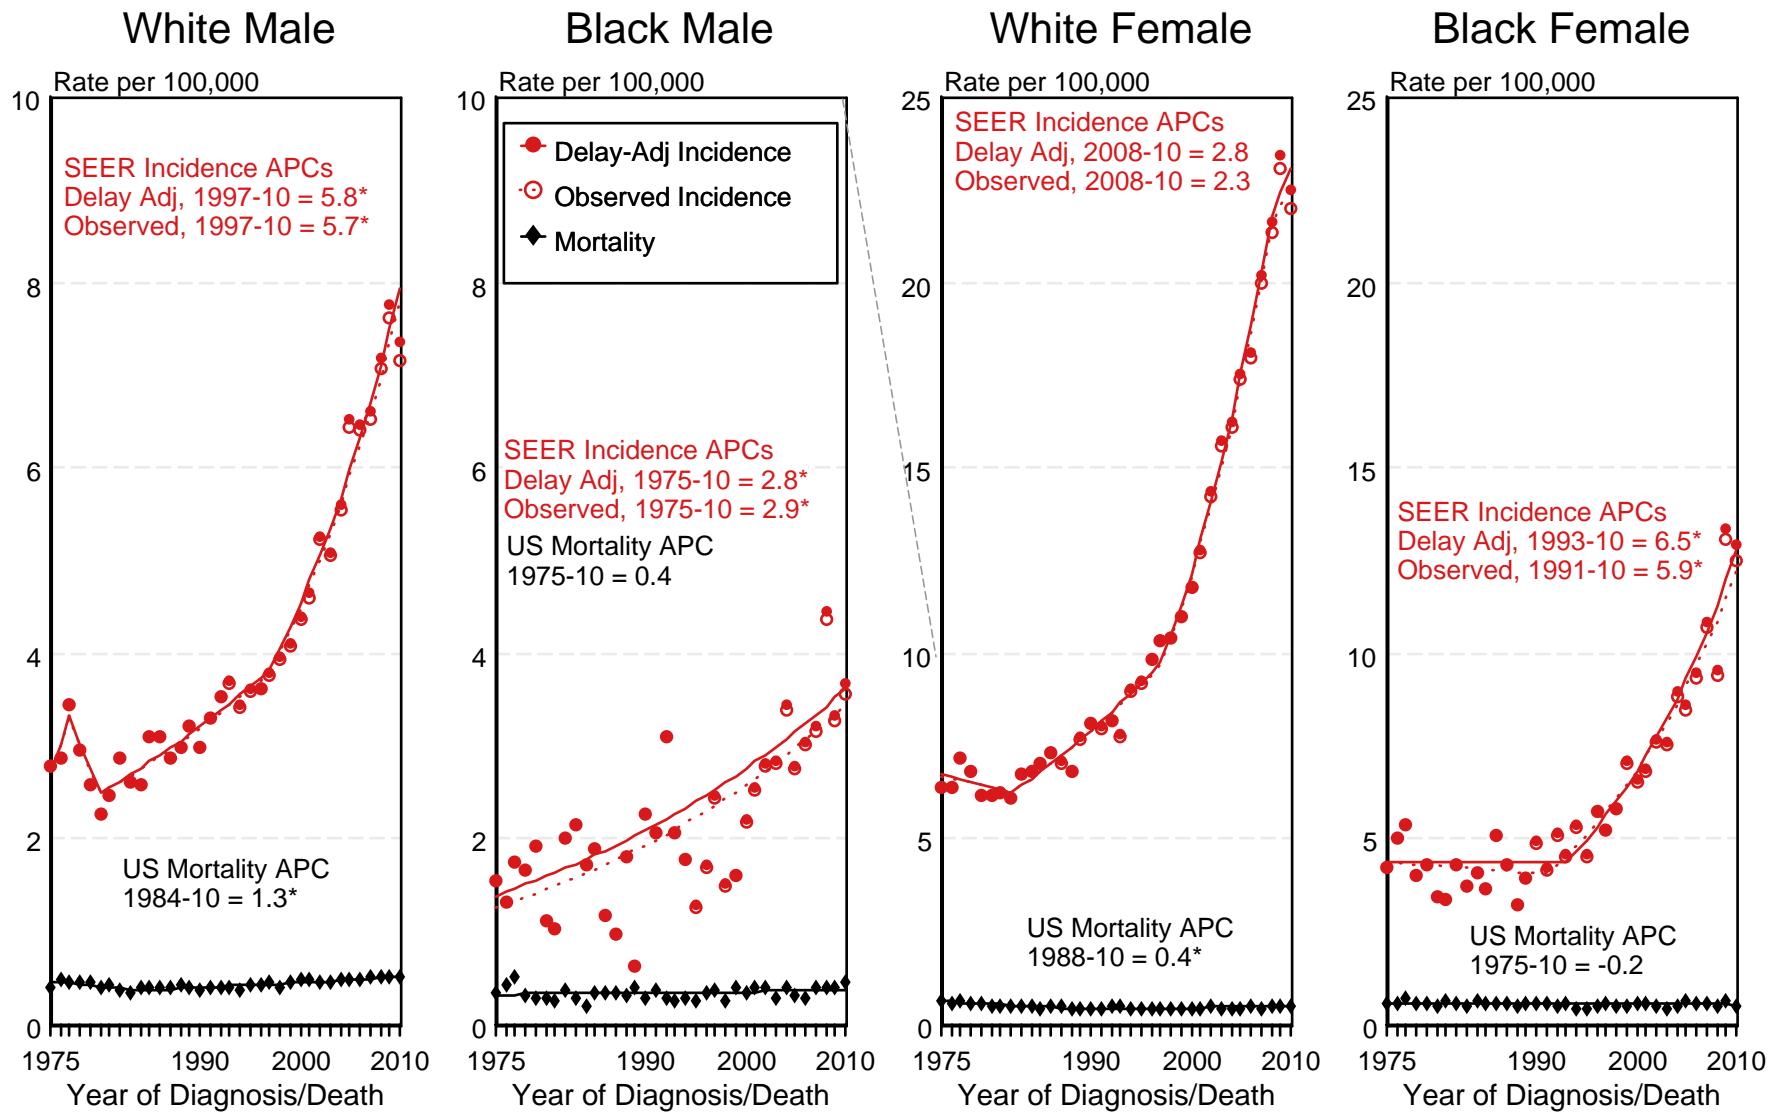 White Male
Rate per 100,000
10
8
6
4
2
0
SEER Incidence APCs
Delay Adj, 1997-10 = 5.8*
Observed, 1997-10 = 5.7*
US Mortality APC
1984-10 = 1.3*
1975 1990 2000 2010
Year of Diagnosis/Death
Black Male
Rate per 100,000
10
8
6
4
2
0
Delay-Adj Incidence
Observed Incidence
Mortality
SEER Incidence APCs
Delay Adj, 1975-10 = 2.8*
Observed, 1975-10 = 2.9*
US Mortality APC
1975-10 = 0.4
1975 1990 2000 2010
Year of Diagnosis/Death
White Female
Rate per 100,000
25
20
15
10
5
0
SEER Incidence APCs
Delay Adj, 2008-10 = 2.8
Observed, 2008-10 = 2.3
US Mortality APC
1988-10 = 0.4*
1975 1990 2000 2010
Year of Diagnosis/Death
Black Female
Rate per 100,000
25
20
15
10
5
0
SEER Incidence APCs
Delay Adj, 1993-10 = 6.5*
Observed, 1991-10 = 5.9*
US Mortality APC
1975-10 = -0.2
1975 1990 2000 2010
Year of Diagnosis/Death